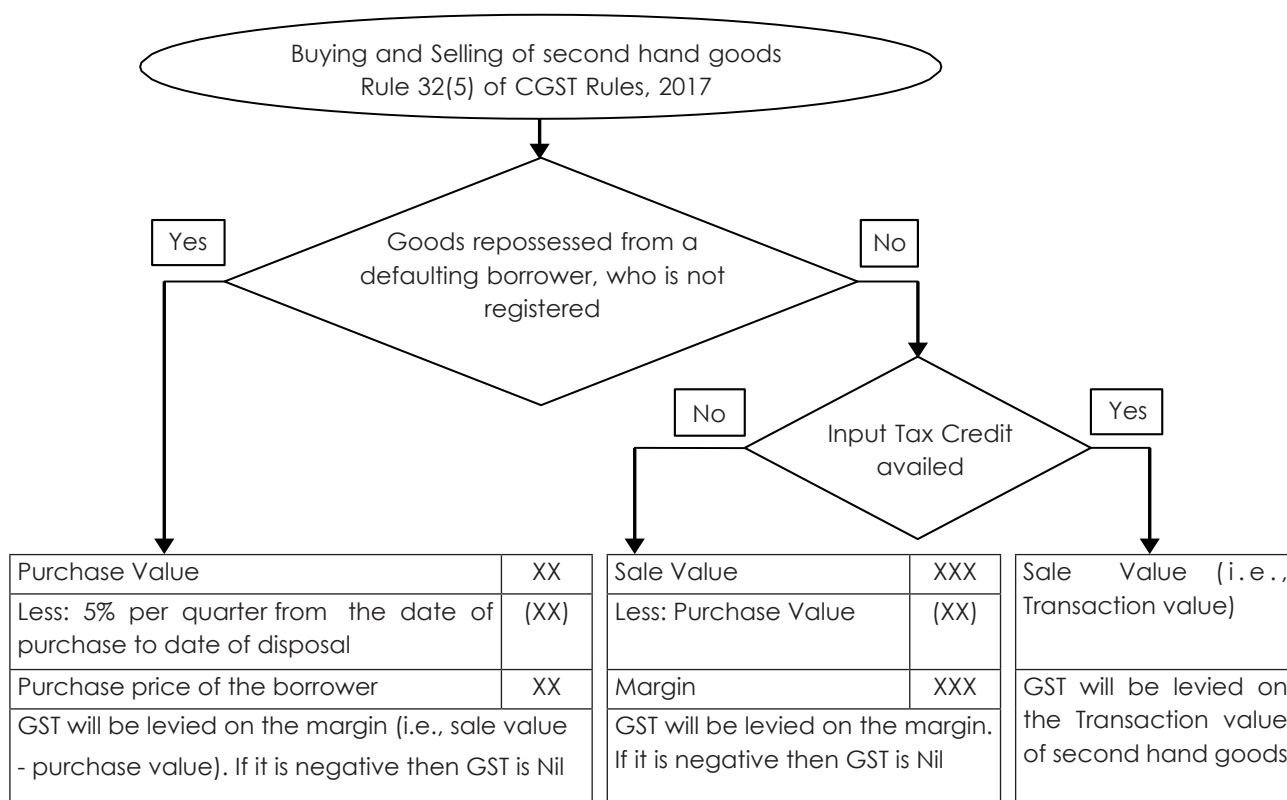 Buying and Selling of second hand goods
Rule 32(5) of CGST Rules, 2017
Yes
Goods repossessed from a
defaulting borrower, who is not
registered
No
No
Input Tax Credit
availed
Yes
Purchase Value XX
Less: 5% per quarter from the date of
purchase to date of disposal (XX)
Purchase price of the borrower XX
GST will be levied on the margin (i.e., sale value
- purchase value). If it is negative then GST is Nil
Sale Value XXX
Less: Purchase Value (XX)
Margin XXX
GST will be levied on the margin.
If it is negative then GST is Nil
Sale Value (i.e.,
Transaction value)
GST will be levied on
the Transaction value
of second hand goods